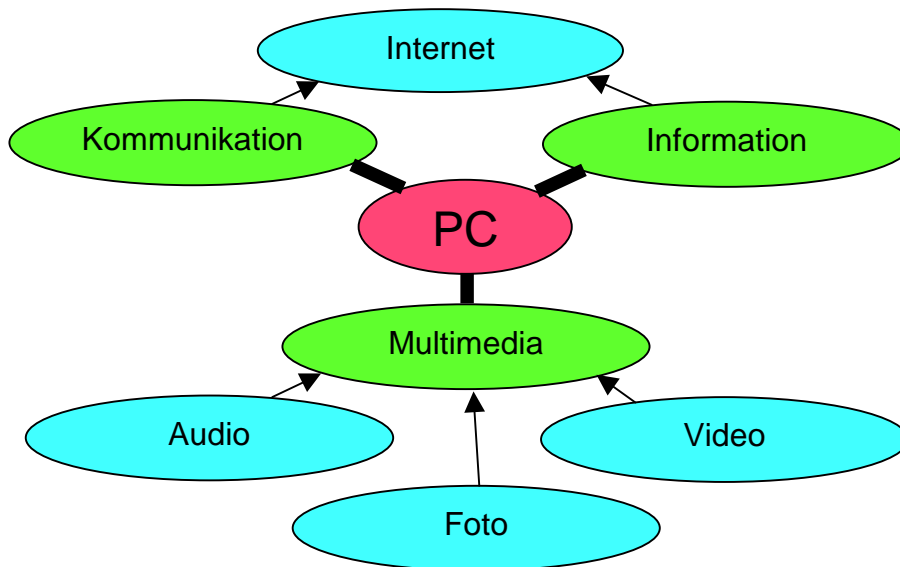 Internet
Kommunikation
Information
PC
Multimedia
Audio
Video
Foto